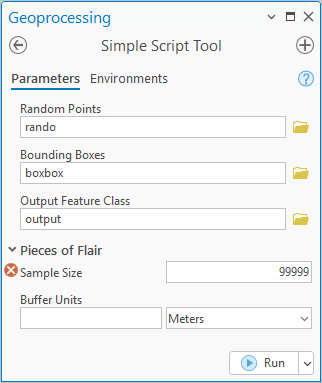 Geoprocessing
Simple Script Tool
Parameters Environments
Random Points
rando
Bounding Boxes
boxbox
Output Feature Class
output
Pieces of Flair
Sample Size 99999
Buffer Units
Meters
Run